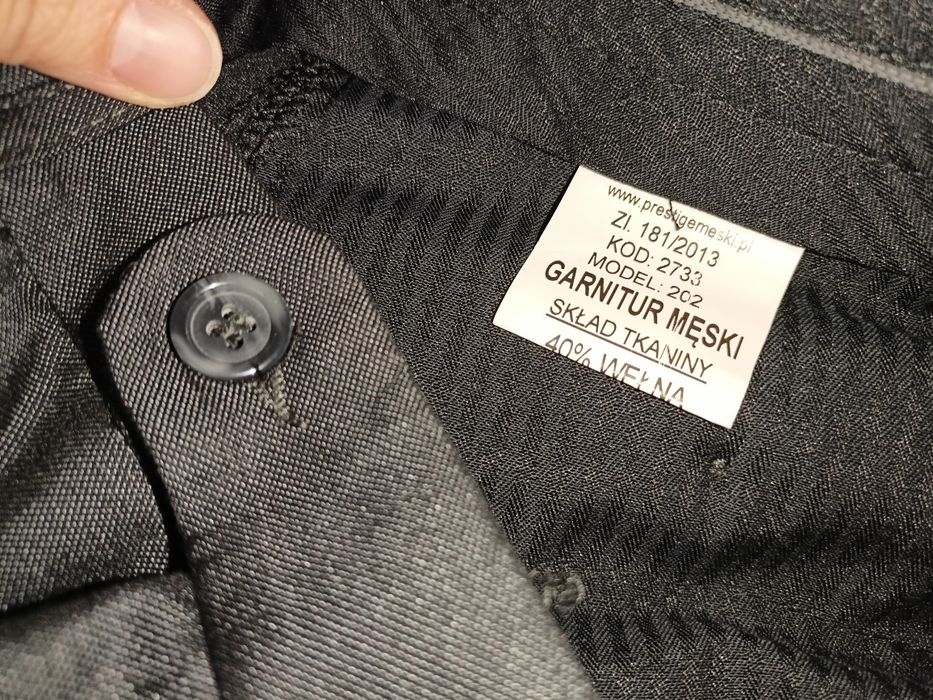 www.prestigemeski.pl
Zl. 181/2013
KOD: 2733
MODEL: 202
GARNITUR MĘSKI
SKŁAD TKANINY
40% WEŁNA